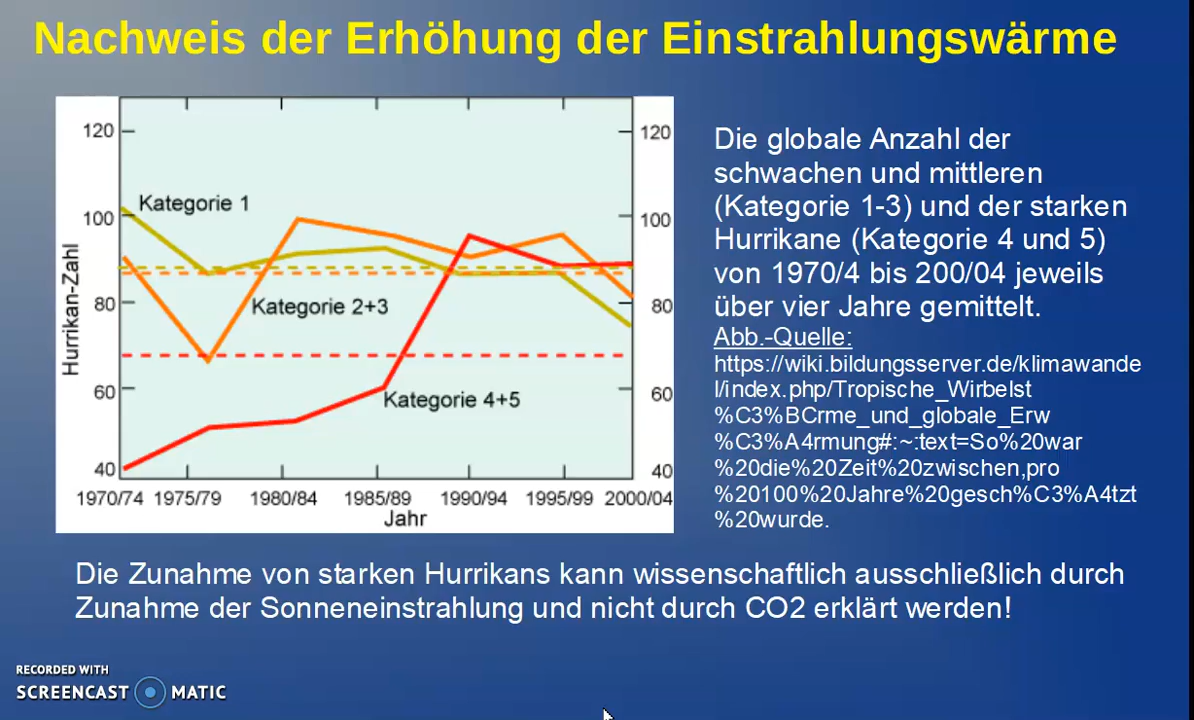 Nachweis der Erhöhung der Einstrahlungswärme
120
100
80
60
40
Hurrikan-Zahl
Kategorie 1
Kategorie 2+3
Kategorie 4+5
120
100
80
60
40
1970/74 1975/79 1980/84 1985/89 1990/94 1995/99 2000/04
Jahr
Die globale Anzahl der
schwachen und mittleren
(Kategorie 1-3) und der starken
Hurrikane (Kategorie 4 und 5)
von 1970/4 bis 200/04 jeweils
über vier Jahre gemittelt.
Abb.-Quelle:
https://wiki.bildungsserver.de/klimawande
l/index.php/Tropische_Wirbelst
%C3%BCrme_und_globale_Erw
%C3%A4rmung#:~:text=So%20war
%20die%20Zeit%20zwischen,pro
%20100%20Jahre%20gesch%C3%A4tzt
%20wurde.
Die Zunahme von starken Hurrikans kann wissenschaftlich ausschließlich durch
Zunahme der Sonneneinstrahlung und nicht durch CO2 erklärt werden!
RECORDED WITH
SCREENCAST MATIC